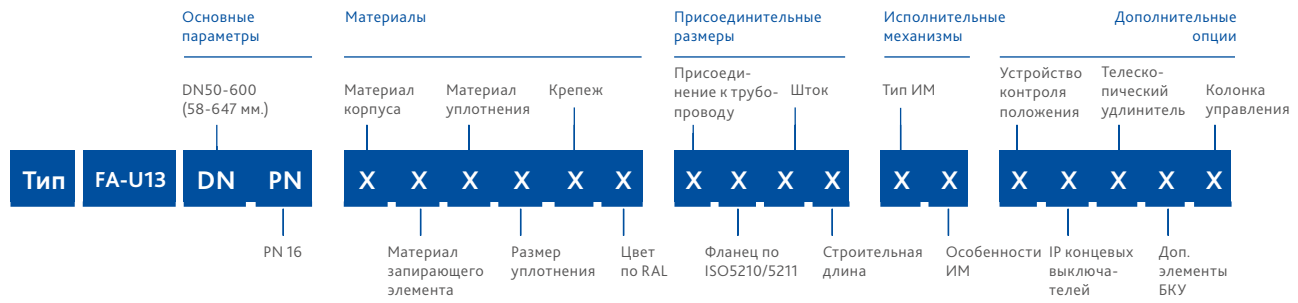 Основные
параметры
Материалы
Присоединительные
размеры
Исполнительные
механизмы
Дополнительные
опции
DN50-600
(58-647 мм.)
Материал
корпуса
Материал
уплотнения
Крепеж
Присоеди-
нение к трубо-
проводу
Шток
Тип ИМ
Устройство
контроля
положения
Телеско-
пический
удлинитель
Колонка
управления
Тип FA-U13 DN PN X X X X X X X X X X X X X X X X X
PN 16
Материал
запирающего
элемента
Размер
уплотнения
Цвет
по RAL
Фланец по
ISO5210/5211
Строительная
длина
Особенности
ИМ
IP концевых
выключа-
телей
Доп.
элементы
БКУ